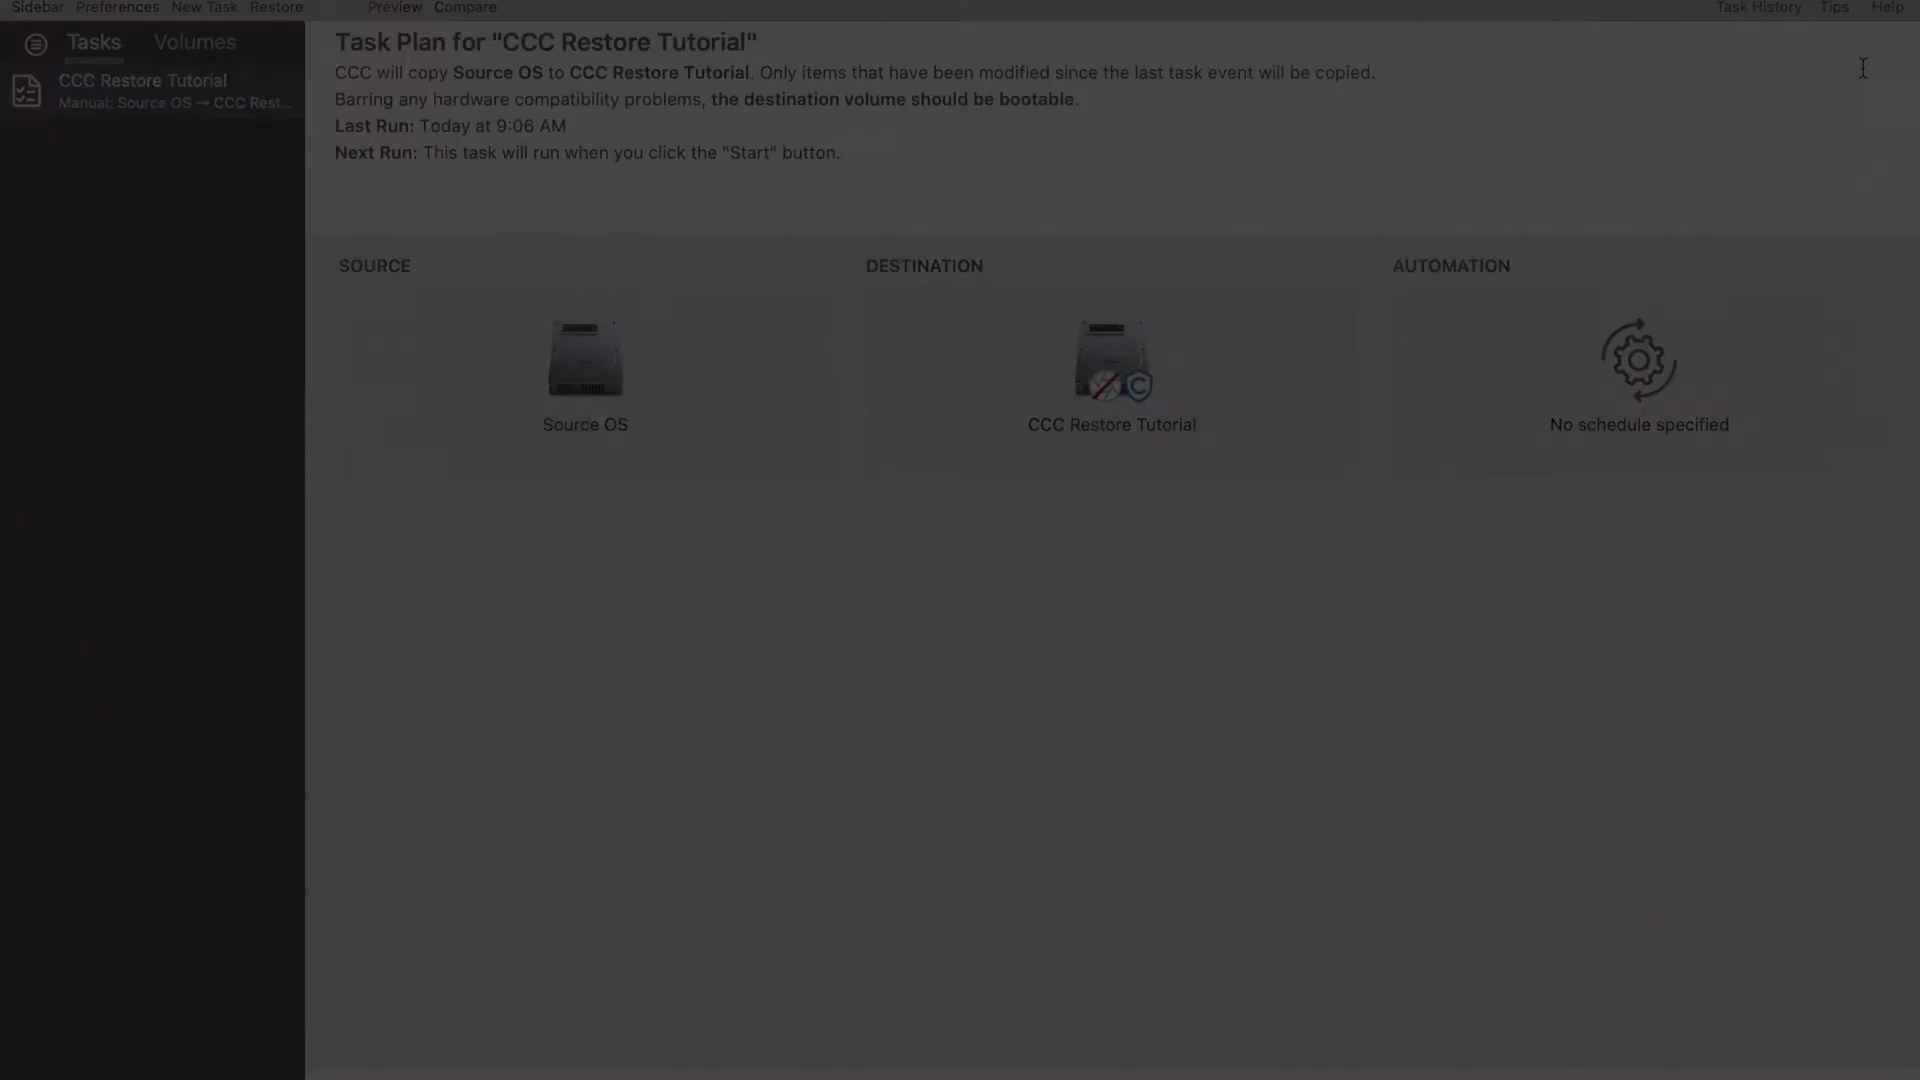 Sidebar Preferences New Task Restore Preview Compare Task History Tips Help
Tasks Volumes
CCC Restore Tutorial
Manual: Source OS → CCC Rest...
Task Plan for "CCC Restore Tutorial"
CCC will copy Source OS to CCC Restore Tutorial. Only items that have been modified since the last task event will be copied.
Barring any hardware compatibility problems, the destination volume should be bootable.
Last Run: Today at 9:06 AM
Next Run: This task will run when you click the "Start" button.
SOURCE DESTINATION AUTOMATION
Source OS CCC Restore Tutorial No schedule specified